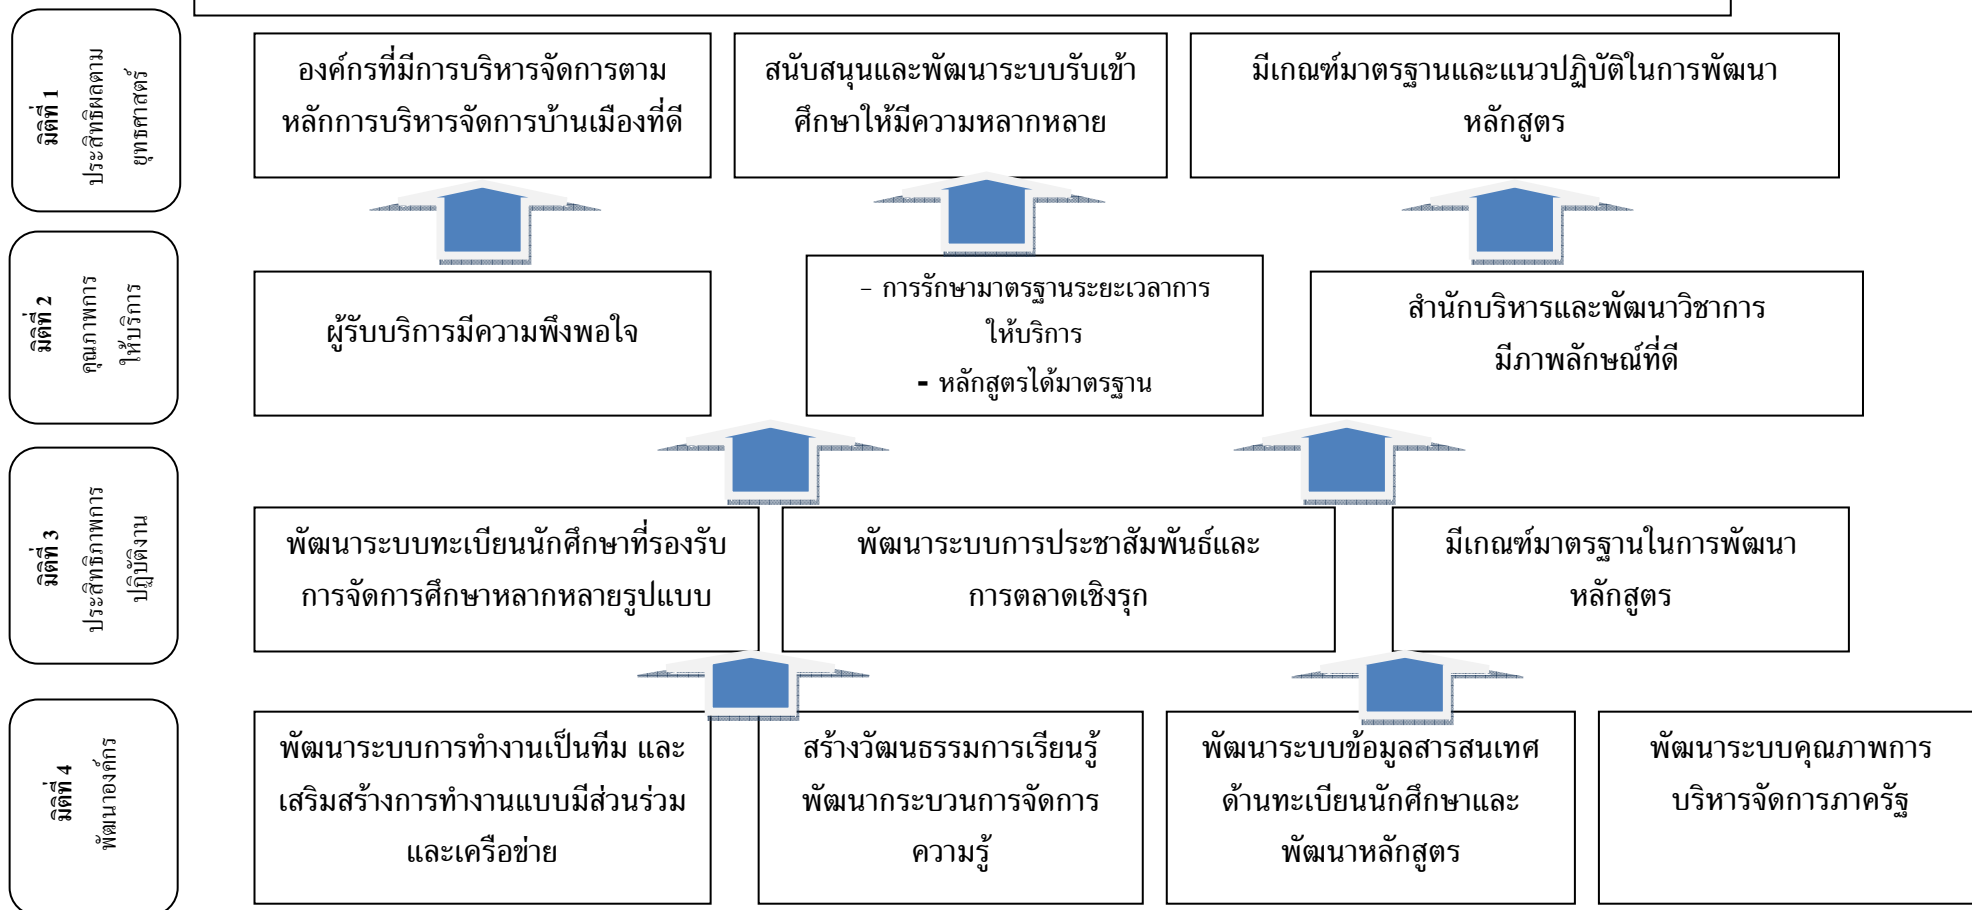 มิติที่ 1
ประสิทธิผลตาม
ยุทธศาสตร์
องค์กรที่มีการบริหารจัดการตาม
หลักการบริหารจัดการบ้านเมืองที่ดี
สนับสนุนและพัฒนาระบบรับเข้า
ศึกษาให้มีความหลากหลาย
มีเกณฑ์มาตรฐานและแนวปฏิบัติในการพัฒนา
หลักสูตร
มิติที่ 2
คุณภาพการ
ให้บริการ
ผู้รับบริการมีความพึงพอใจ
- การรักษามาตรฐานระยะเวลาการ
ให้บริการ
- หลักสูตรได้มาตรฐาน
สำนักบริหารและพัฒนาวิชาการ
มีภาพลักษณ์ที่ดี
มิติที่ 3
ประสิทธิภาพการ
ปฏิบัติงาน
พัฒนาระบบทะเบียนนักศึกษาที่รองรับ
การจัดการศึกษาหลากหลายรูปแบบ
พัฒนาระบบการประชาสัมพันธ์และ
การตลาดเชิงรุก
มีเกณฑ์มาตรฐานในการพัฒนา
หลักสูตร
มิติที่ 4
พัฒนาองค์กร
พัฒนาระบบการทำงานเป็นทีม และ
เสริมสร้างการทำงานแบบมีส่วนร่วม
และเครือข่าย
สร้างวัฒนธรรมการเรียนรู้
พัฒนากระบวนการจัดการ
ความรู้
พัฒนาระบบข้อมูลสารสนเทศ
ด้านทะเบียนนักศึกษาและ
พัฒนาหลักสูตร
พัฒนาระบบคุณภาพการ
บริหารจัดการภาครัฐ